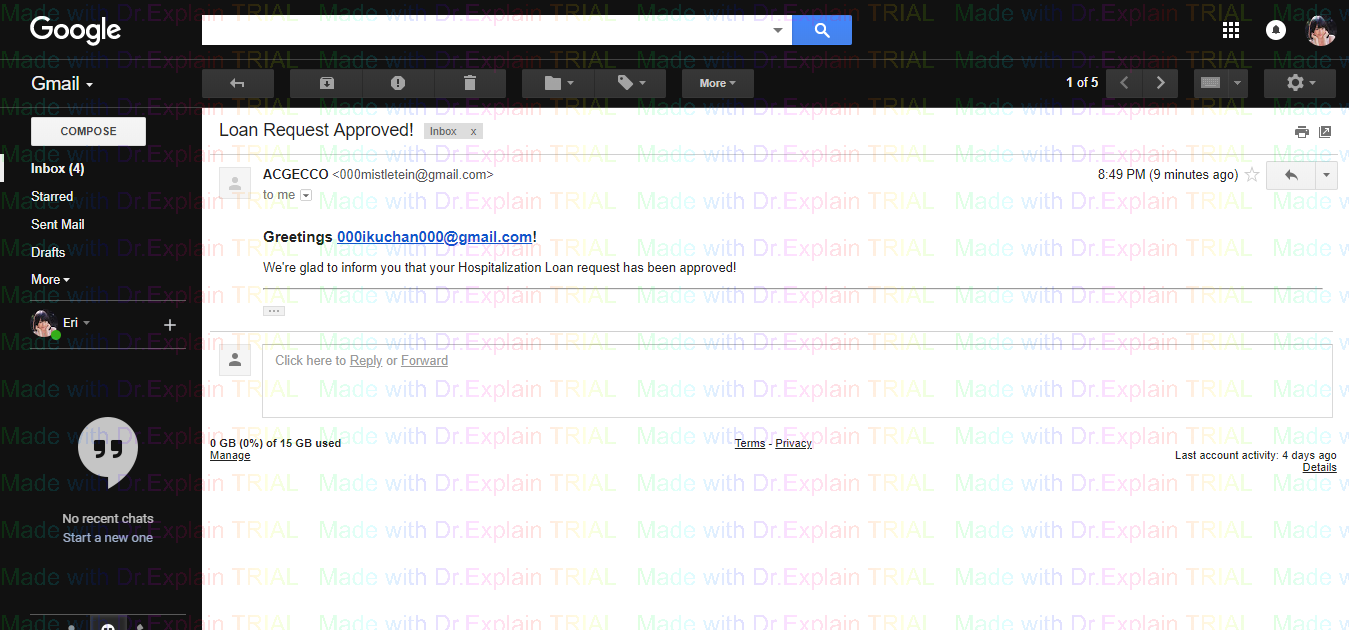 Google
Gmail
More
1 of 5
COMPOSE
Loan Request Approved! Inbox x
Inbox (4)
Starred
Sent Mail
Drafts
More
ACGECCO <000mistletein@gmail.com>
8:49 PM (9 minutes ago)
to me
Greetings 000ikuchan000@gmail.com!
We're glad to inform you that your Hospitalization Loan request has been approved!
Eri
Click here to Reply or Forward
0 GB (0%) of 15 GB used
Manage
Terms - Privacy
Last account activity: 4 days ago
Details
No recent chats
Start a new one
Made with Dr.Explain TRIAL